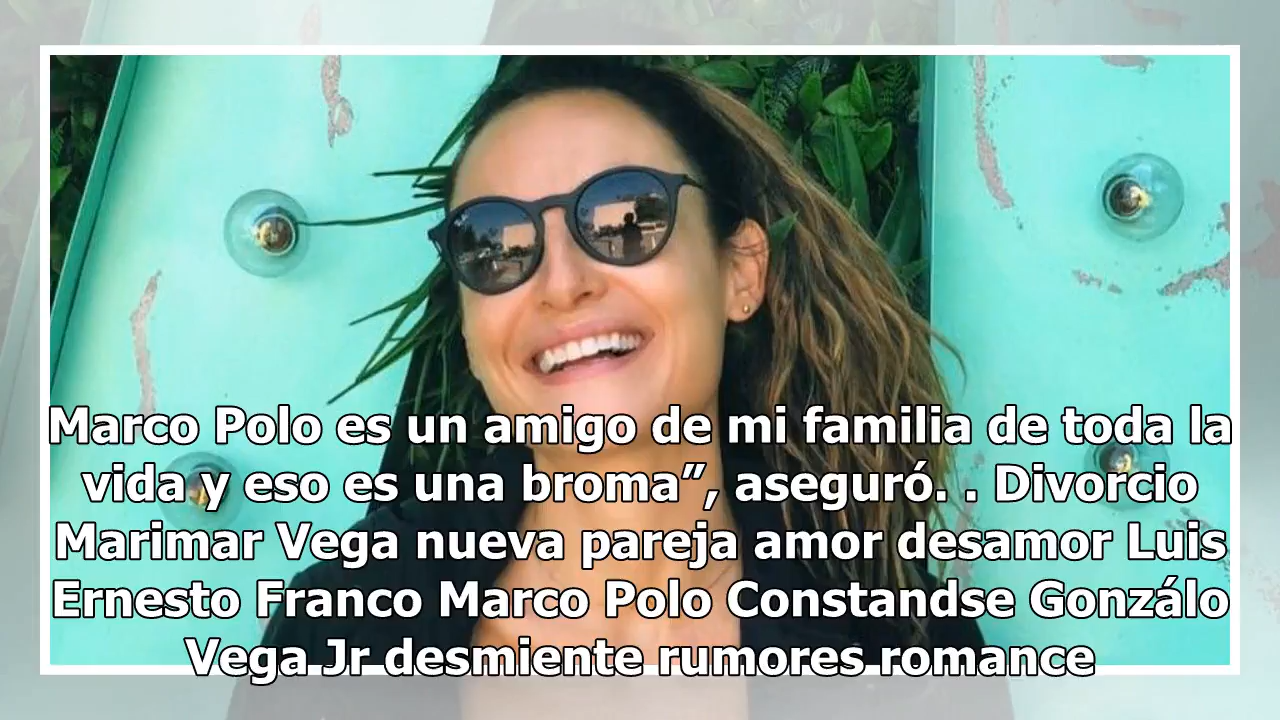 Marco Polo es un amigo de mi familia de toda la
vida y eso es una broma”, aseguró. . Divorcio
Marimar Vega nueva pareja amor desamor Luis
Ernesto Franco Marco Polo Constandse Gonzálo
Vega Jr desmiente rumores romance